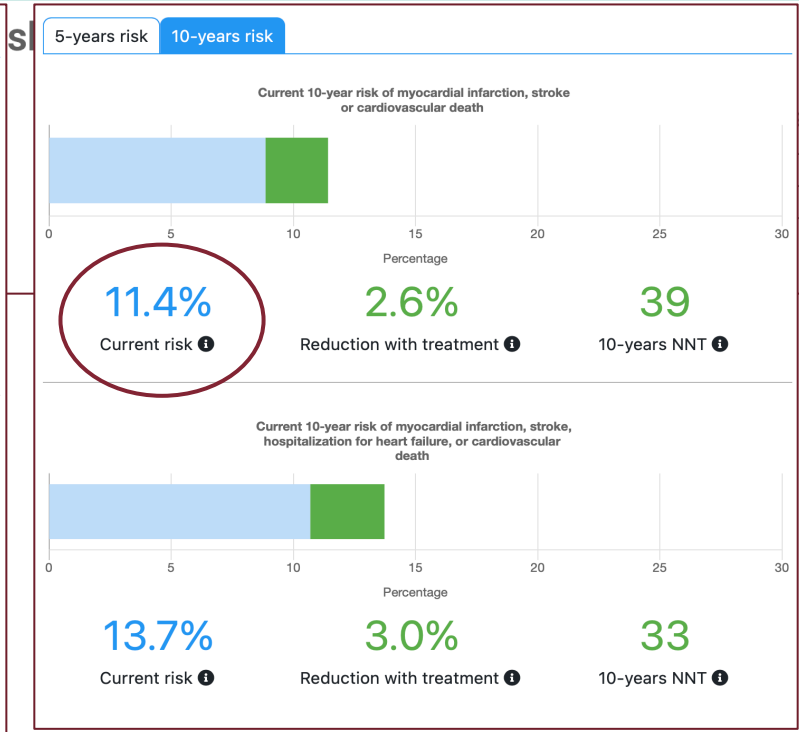 5-years risk
10-years risk
Current 10-year risk of myocardial infarction, stroke
or cardiovascular death
0 5 10 15 20 25 30
Percentage
11.4% 2.6% 39
Current risk Reduction with treatment 10-years NNT
Current 10-year risk of myocardial infarction, stroke,
hospitalization for heart failure, or cardiovascular
death
0 5 10 15 20 25 30
Percentage
13.7% 3.0% 33
Current risk Reduction with treatment 10-years NNT